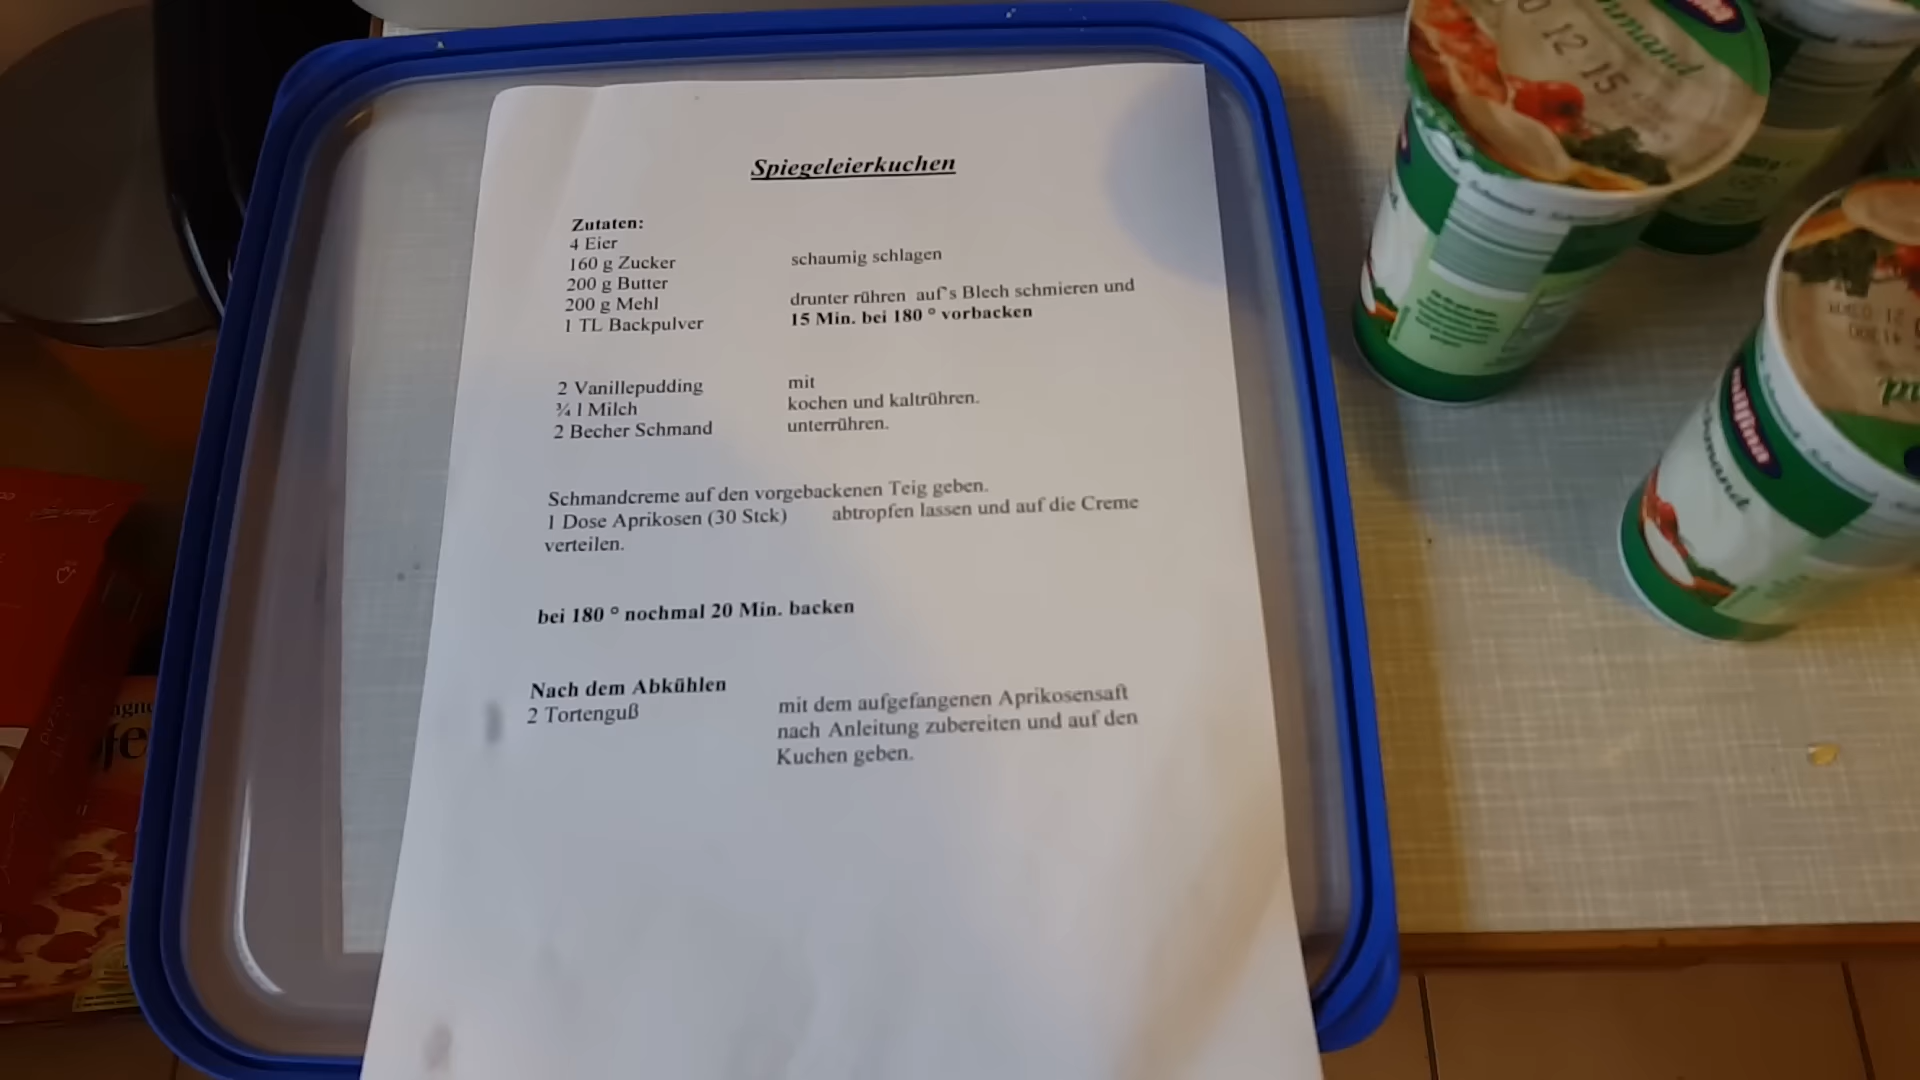 Spiegeleierkuchen
Zutaten:
4 Eier
160 g Zucker schaumig schlagen
200 g Butter
200 g Mehl drunter rühren auf`s Blech schmieren und
1 TL Backpulver 15 Min. bei 180 ° vorbacken
2 Vanillepudding mit
¾ l Milch kochen und kaltrühren.
2 Becher Schmand unterrühren.
Schmandcreme auf den vorgebackenen Teig geben.
1 Dose Aprikosen (30 Stck) abtropfen lassen und auf die Creme
verteilen.
bei 180 ° nochmal 20 Min. backen
Nach dem Abkühlen
2 Tortenguß mit dem aufgefangenen Aprikosensaft
nach Anleitung zubereiten und auf den
Kuchen geben.
12 15
milfina